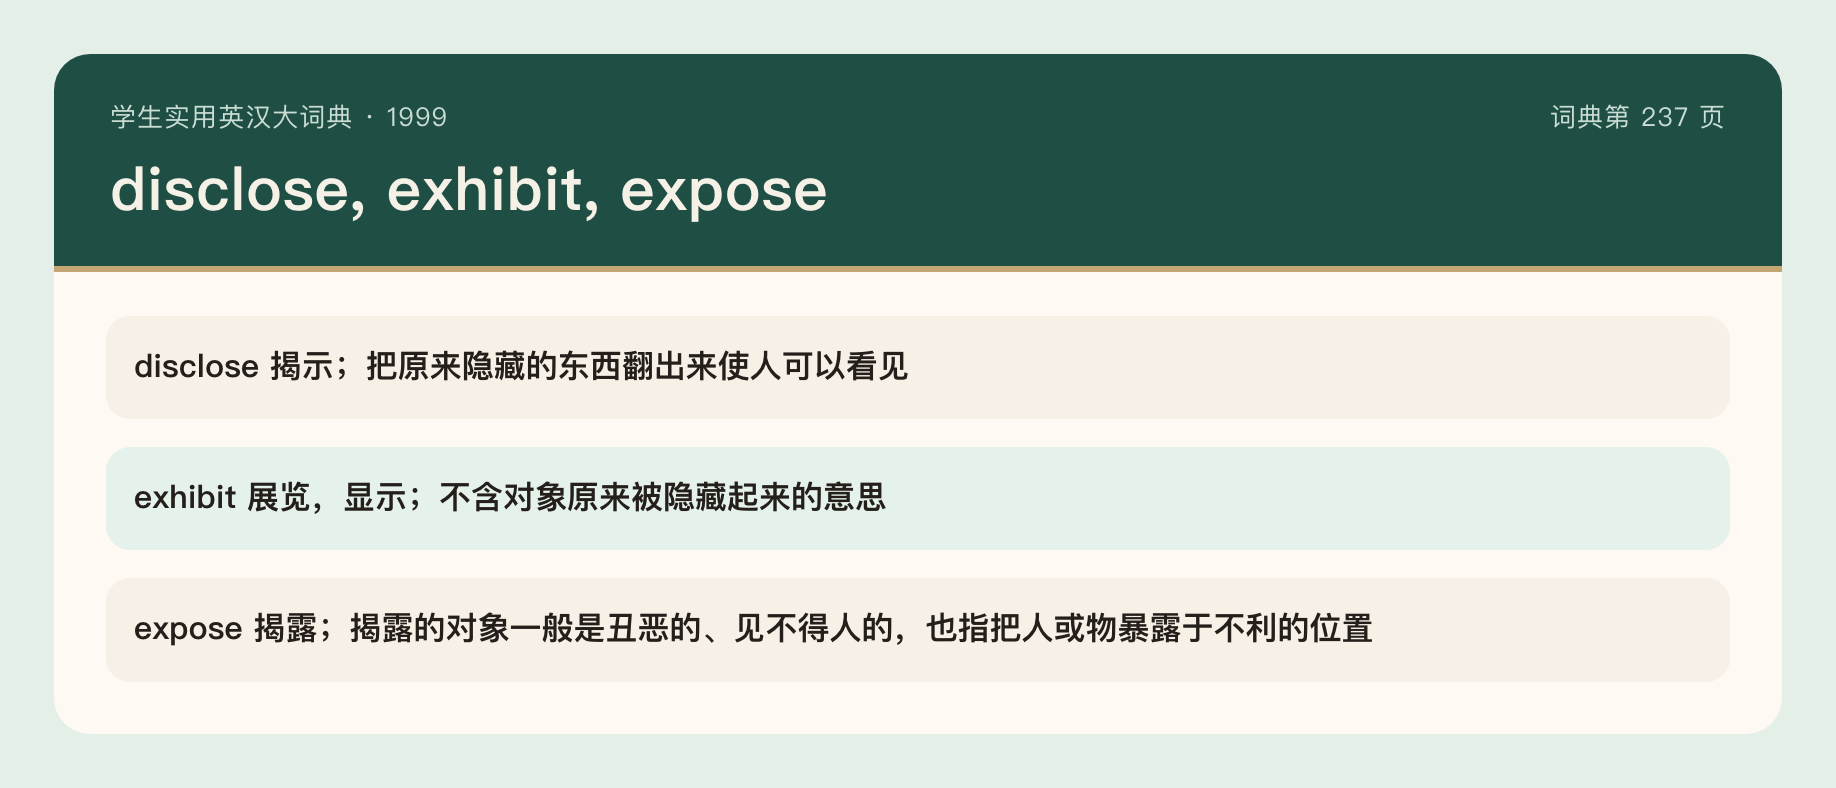 学生实用英汉大词典 · 1999
词典第 237 页
disclose, exhibit, expose
disclose 揭示；把原来隐藏的东西翻出来使人可以看见
exhibit 展览，显示；不含对象原来被隐藏起来的意思
expose 揭露；揭露的对象一般是丑恶的、见不得人的，也指把人或物暴露于不利的位置